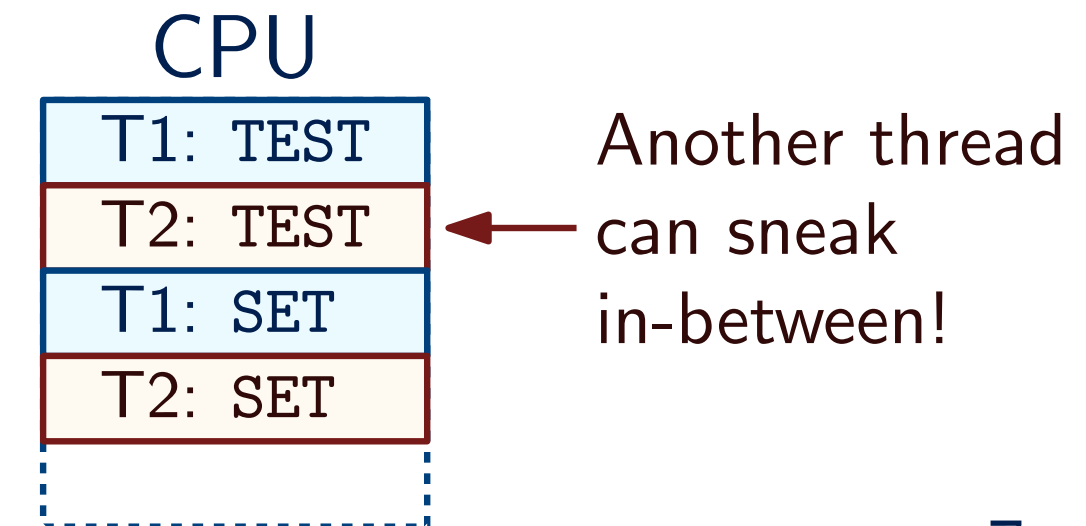 CPU
T1: TEST
T2: TEST
T1: SET
T2: SET
Another thread
can sneak
in-between!